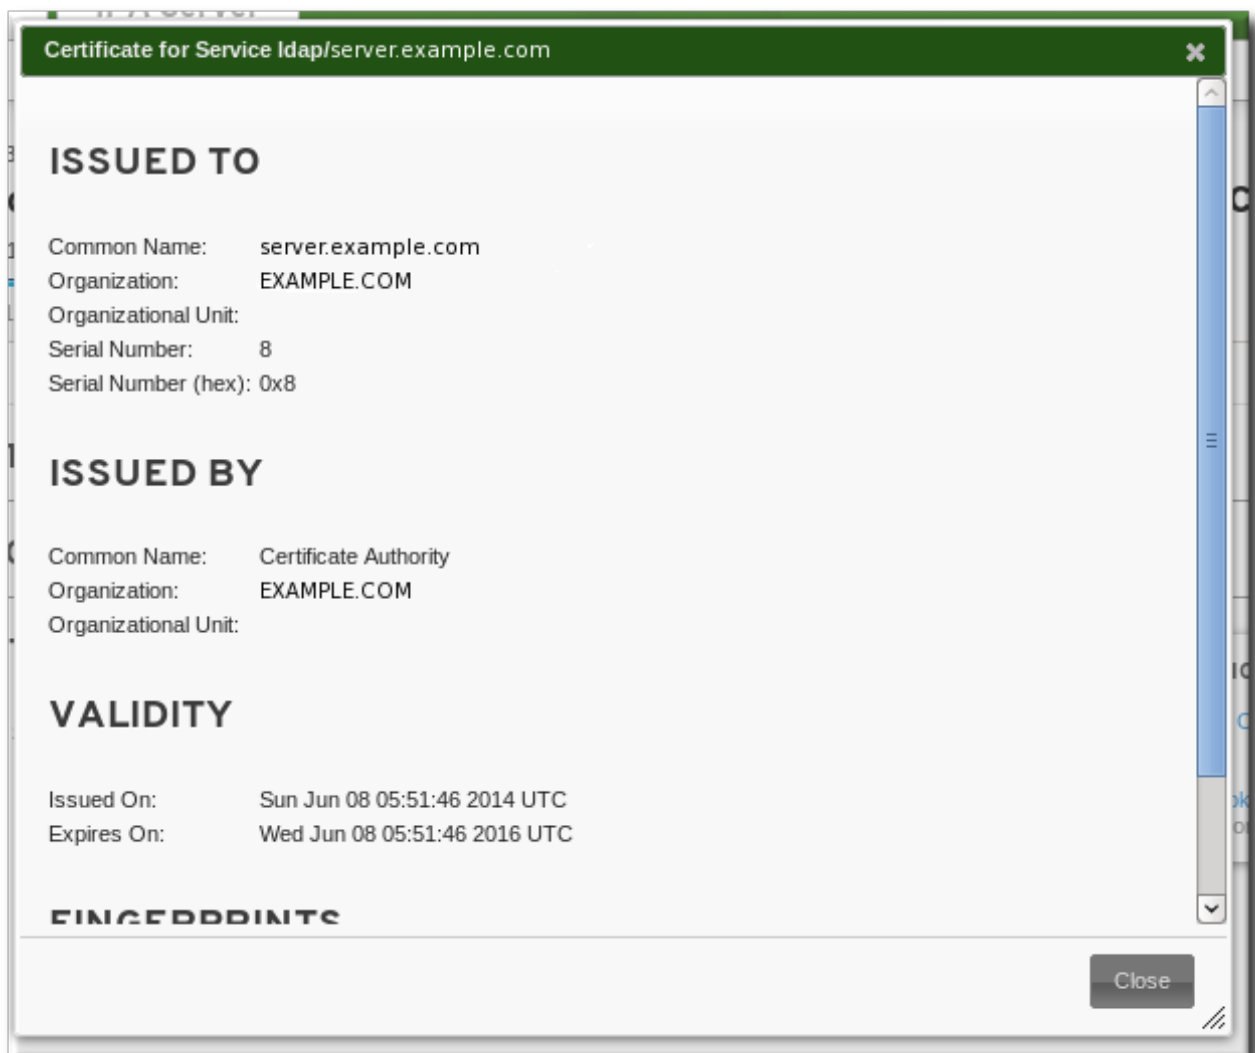 IPA Server
Certificate for Service ldap/server.example.com
ISSUED TO
Common Name: server.example.com
Organization: EXAMPLE.COM
Organizational Unit:
Serial Number: 8
Serial Number (hex): 0x8
ISSUED BY
Common Name: Certificate Authority
Organization: EXAMPLE.COM
Organizational Unit:
VALIDITY
Issued On: Sun Jun 08 05:51:46 2014 UTC
Expires On: Wed Jun 08 05:51:46 2016 UTC
FINGERPRINTS
Close